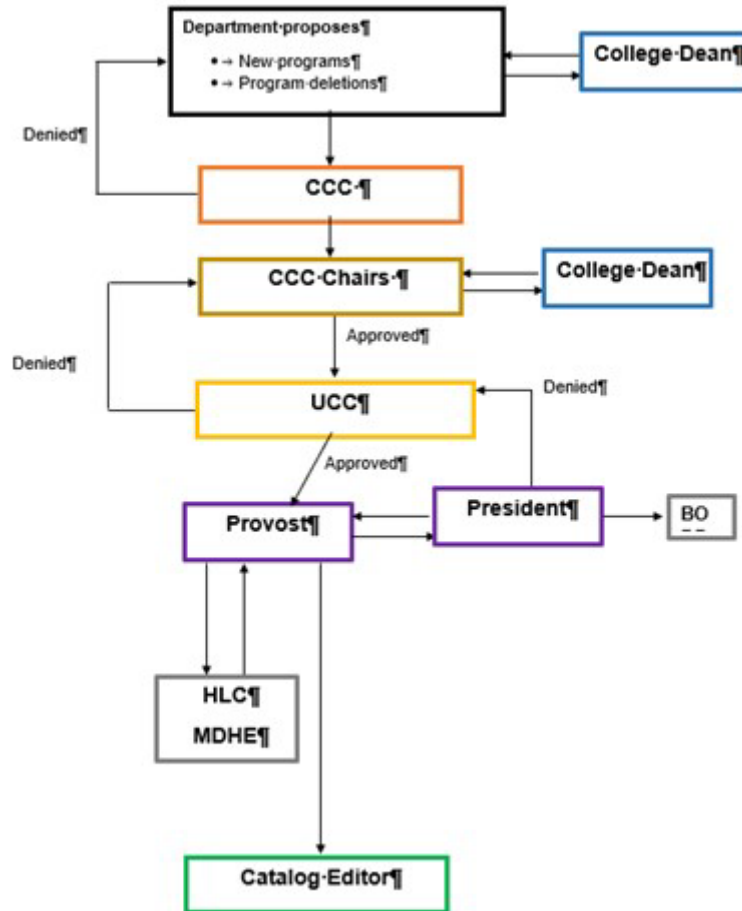 Department·proposes¶
College·Dean¶
•→New·programs¶
•→Program·deletions¶
Denied¶
CCC·¶
CCC·Chairs·¶
College·Dean¶
Approved¶
Denied¶
UCC¶
Denied¶
Approved¶
Provost¶
President¶
BO
HLC¶
MDHE¶
Catalog·Editor¶